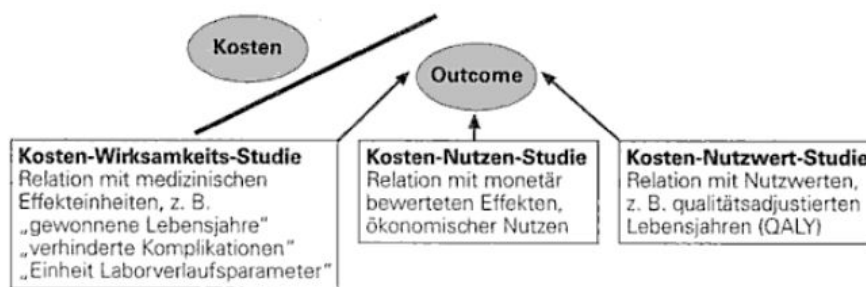 Kosten
Outcome
Kosten-Wirksamkeits-Studie
Relation mit medizinischen
Effekteinheiten, z. B.
„gewonnene Lebensjahre“
„verhinderte Komplikationen“
„Einheit Laborverlaufsparameter“
Kosten-Nutzen-Studie
Relation mit monetär
bewerteten Effekten,
ökonomischer Nutzen
Kosten-Nutzwert-Studie
Relation mit Nutzwerten,
z. B. qualitätsadjustierten
Lebensjahren (QALY)